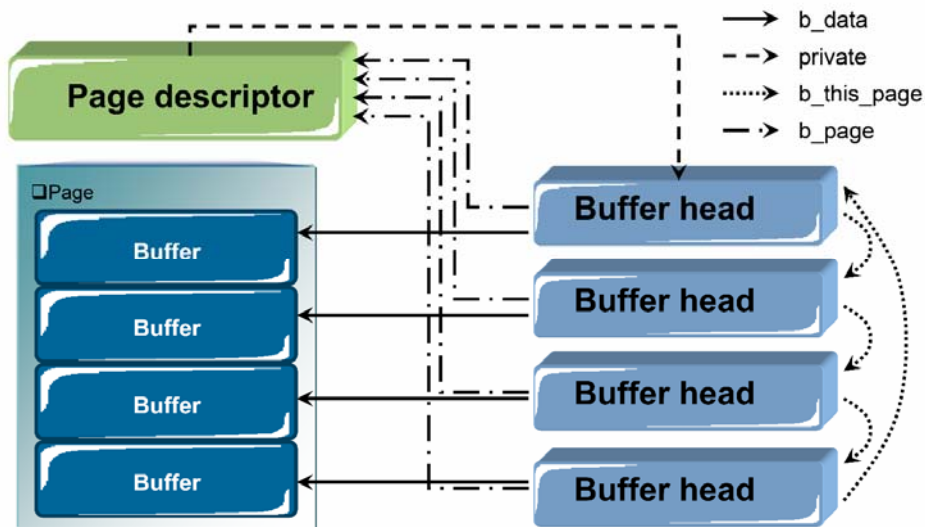 b_data
private
b_this_page
b_page
Page descriptor
❑Page
Buffer
Buffer
Buffer
Buffer
Buffer head
Buffer head
Buffer head
Buffer head